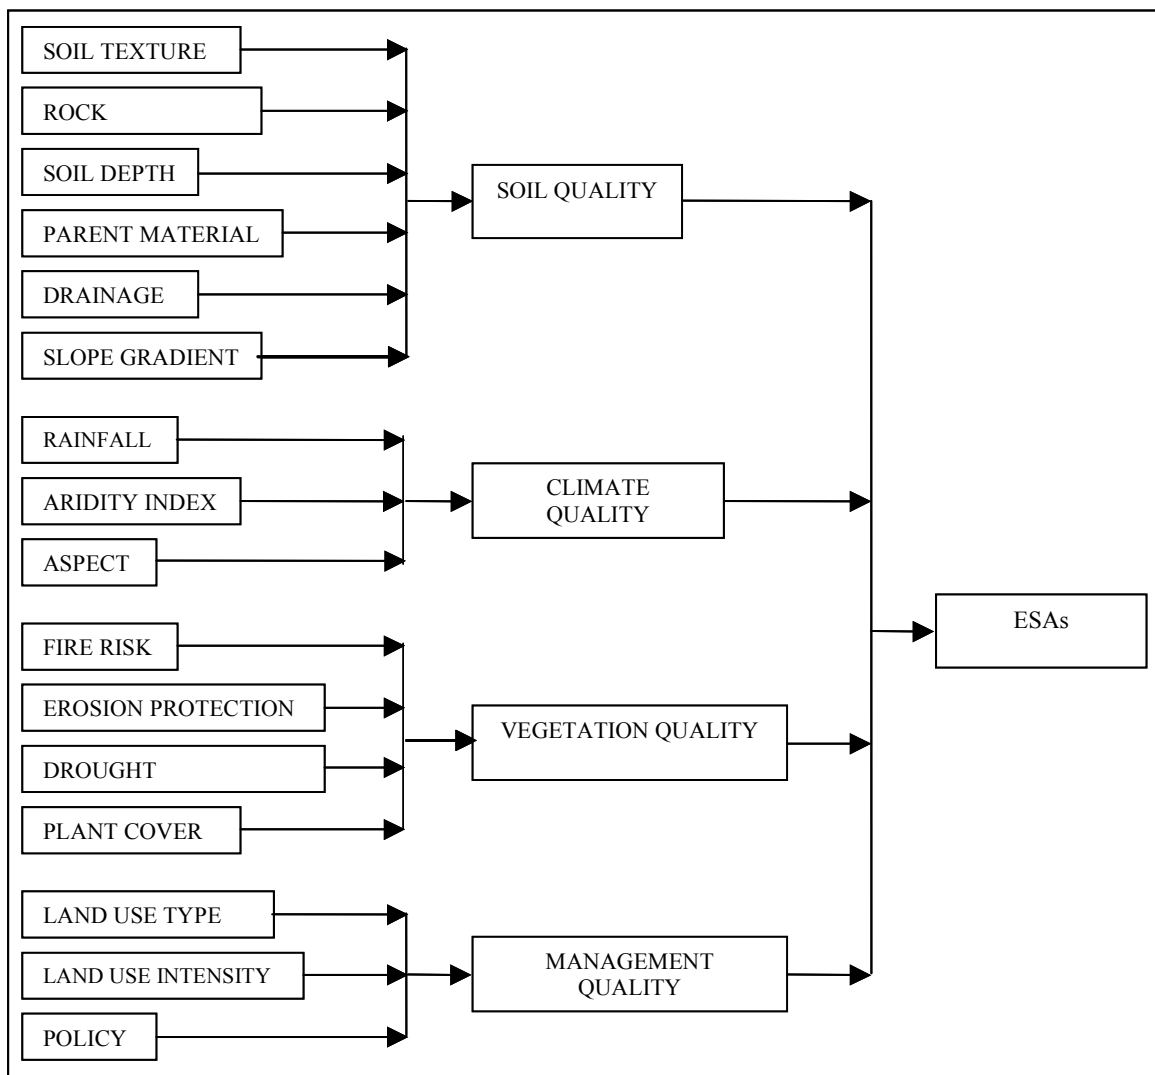 SOIL TEXTURE
ROCK
SOIL DEPTH
PARENT MATERIAL
DRAINAGE
SLOPE GRADIENT
SOIL QUALITY
RAINFALL
ARIDITY INDEX
ASPECT
CLIMATE
QUALITY
FIRE RISK
EROSION PROTECTION
DROUGHT
PLANT COVER
VEGETATION QUALITY
LAND USE TYPE
LAND USE INTENSITY
POLICY
MANAGEMENT
QUALITY
ESAs